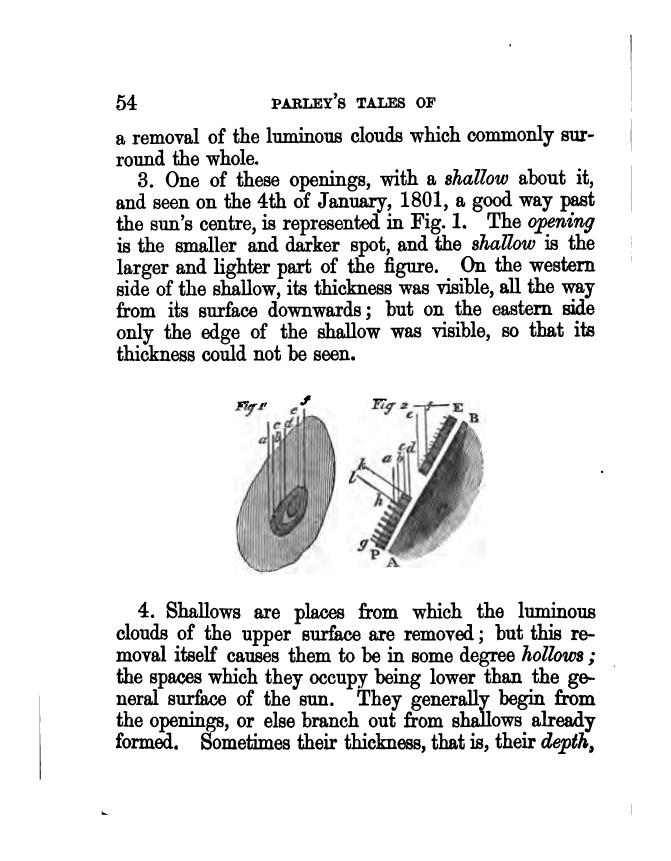 54 PARLEY'S TALES OF
a removal of the luminous clouds which commonly sur-
round the whole.
3. One of these openings, with a shallow about it,
and seen on the 4th of January, 1801, a good way past
the sun's centre, is represented in Fig. 1. The opening
is the smaller and darker spot, and the shallow is the
larger and lighter part of the figure. On the western
side of the shallow, its thickness was visible, all the way
from its surface downwards; but on the eastern side
only the edge of the shallow was visible, so that its
thickness could not be seen.
Fig 1
f
e
c d
a b
Fig 2
f E
e B
c d
a b
k
l
h
g
P
A
4. Shallows are places from which the luminous
clouds of the upper surface are removed; but this re-
moval itself causes them to be in some degree hollows;
the spaces which they occupy being lower than the ge-
neral surface of the sun. They generally begin from
the openings, or else branch out from shallows already
formed. Sometimes their thickness, that is, their depth,